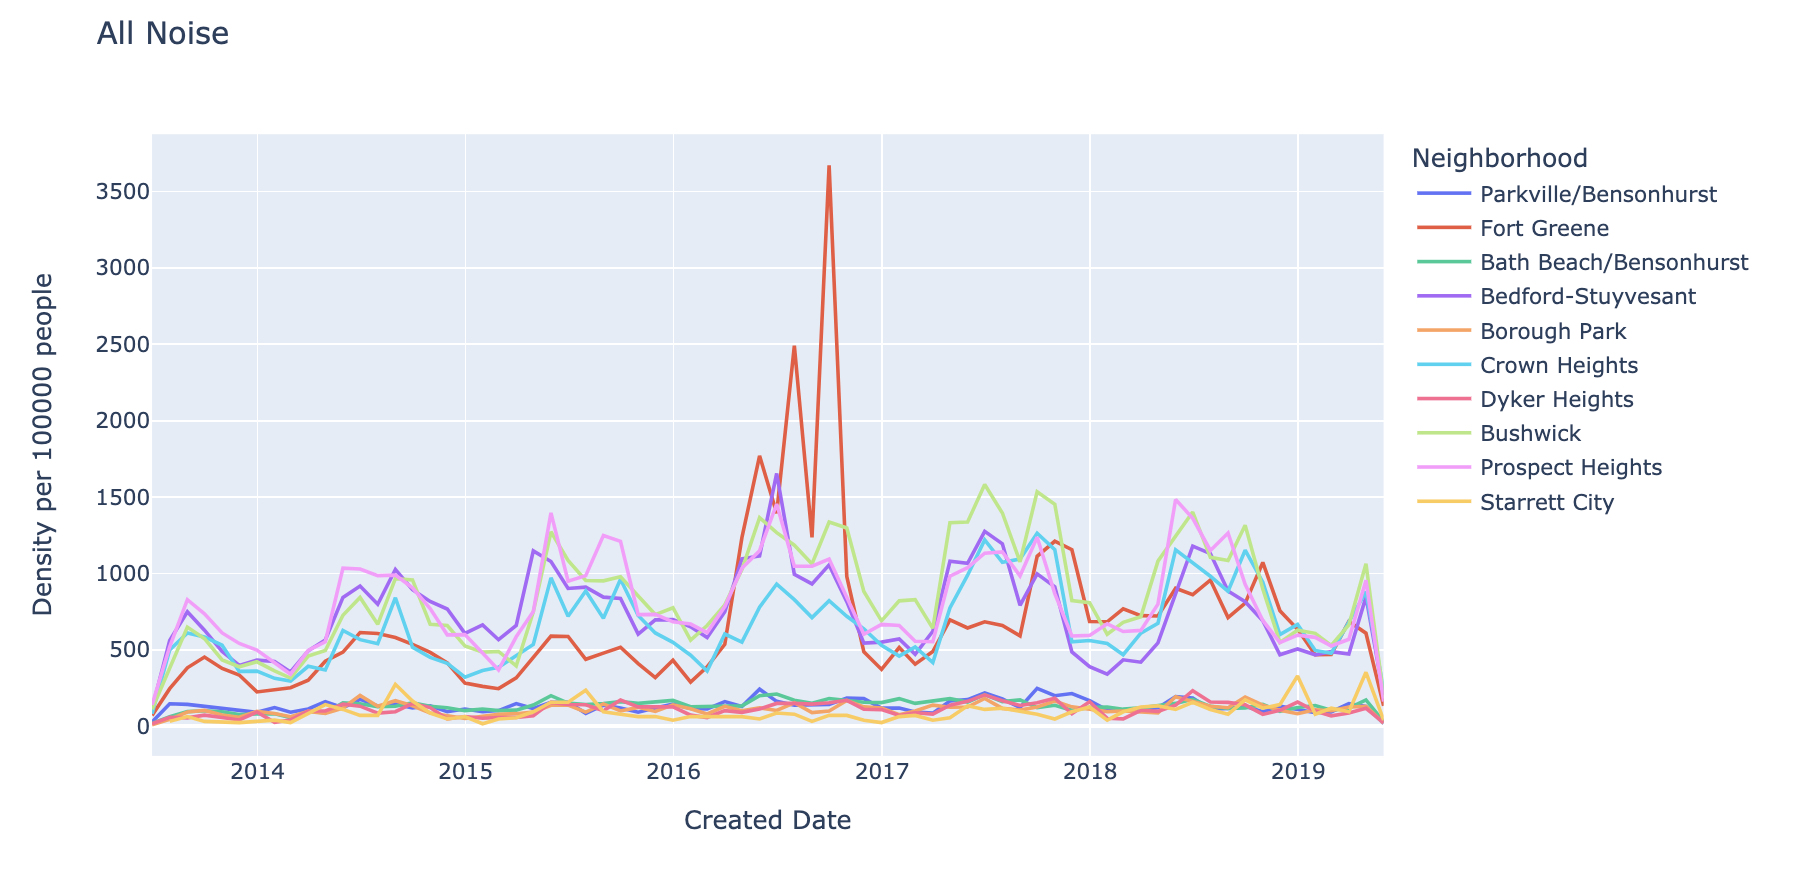 All Noise
Neighborhood
Parkville/Bensonhurst
Fort Greene
Bath Beach/Bensonhurst
Bedford-Stuyvesant
Borough Park
Crown Heights
Dyker Heights
Bushwick
Prospect Heights
Starrett City
Density per 100000 people
3500
3000
2500
2000
1500
1000
500
0
2014
2015
2016
2017
2018
2019
Created Date